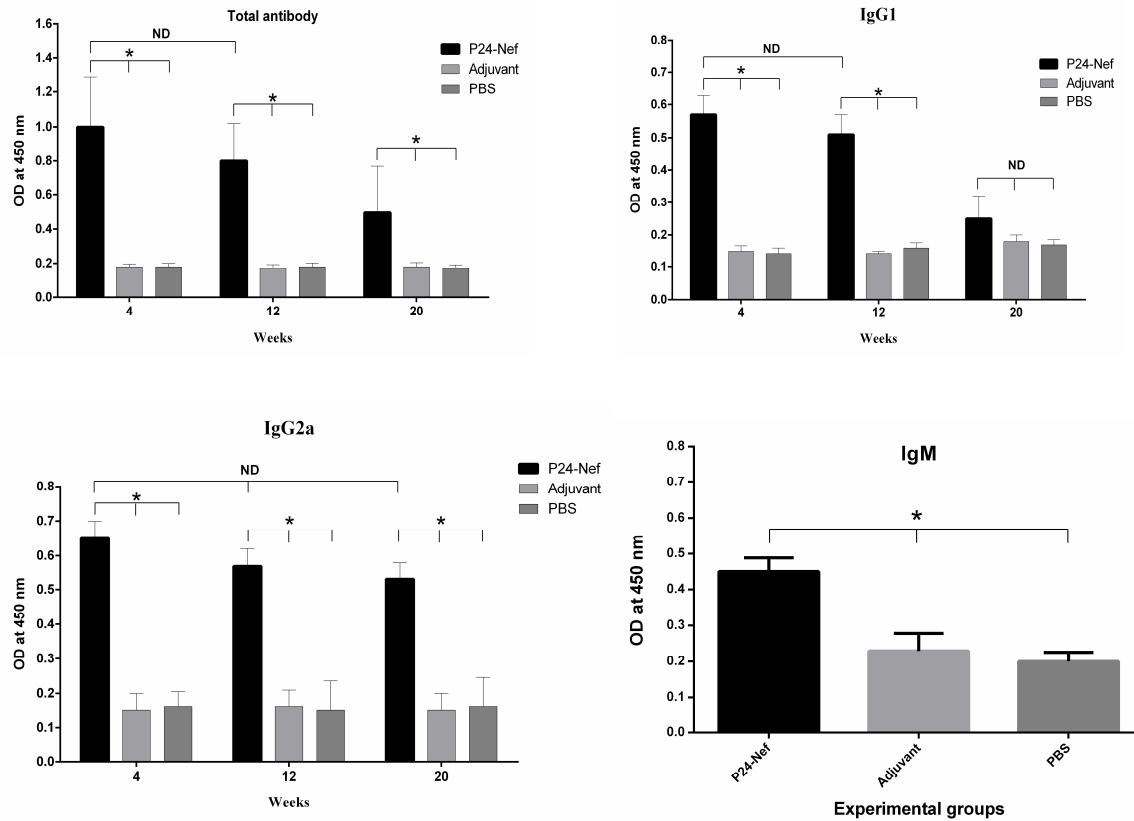 Total antibody
1.6
1.4
1.2
1.0
0.8
0.6
0.4
0.2
0.0
OD at 450 nm
ND
*
*
*
P24-Nef
Adjuvant
PBS
4 12 20
Weeks
IgG1
0.8
0.7
0.6
0.5
0.4
0.3
0.2
0.1
0.0
OD at 450 nm
ND
*
*
ND
P24-Nef
Adjuvant
PBS
4 12 20
Weeks
IgG2a
0.8
0.7
0.6
0.5
0.4
0.3
0.2
0.1
0.0
OD at 450 nm
ND
*
*
*
P24-Nef
Adjuvant
PBS
4 12 20
Weeks
IgM
0.8
0.7
0.6
0.5
0.4
0.3
0.2
0.1
0.0
OD at 450 nm
*
P24-Nef Adjuvant PBS
Experimental groups